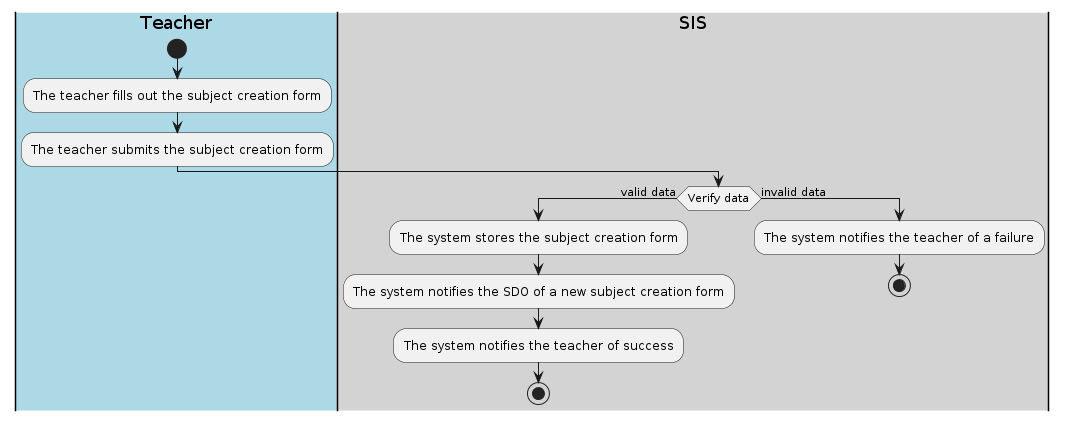 Teacher
SIS
The teacher fills out the subject creation form
The teacher submits the subject creation form
valid data
Verify data
invalid data
The system stores the subject creation form
The system notifies the teacher of a failure
The system notifies the SDO of a new subject creation form
The system notifies the teacher of success